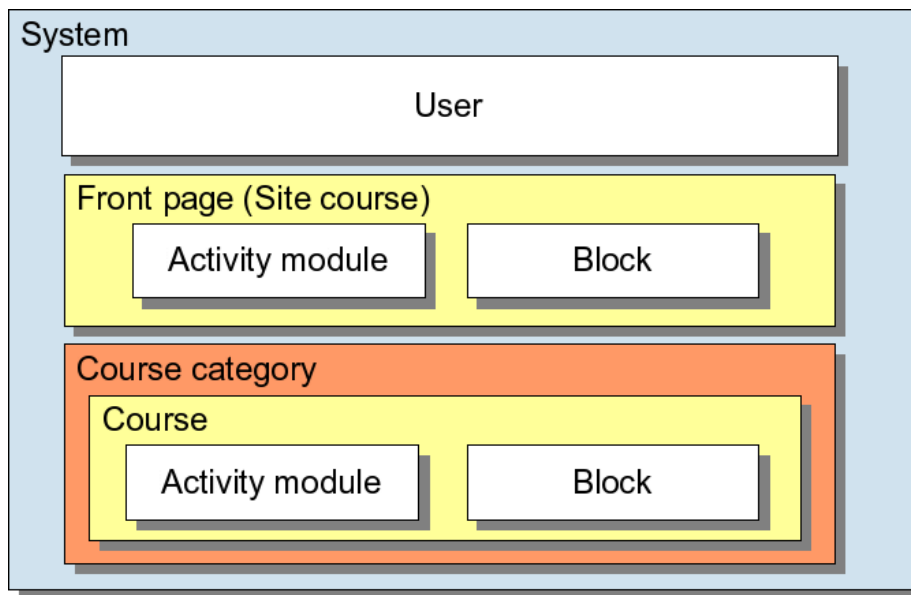 System
User
Front page (Site course)
Activity module
Block
Course category
Course
Activity module
Block